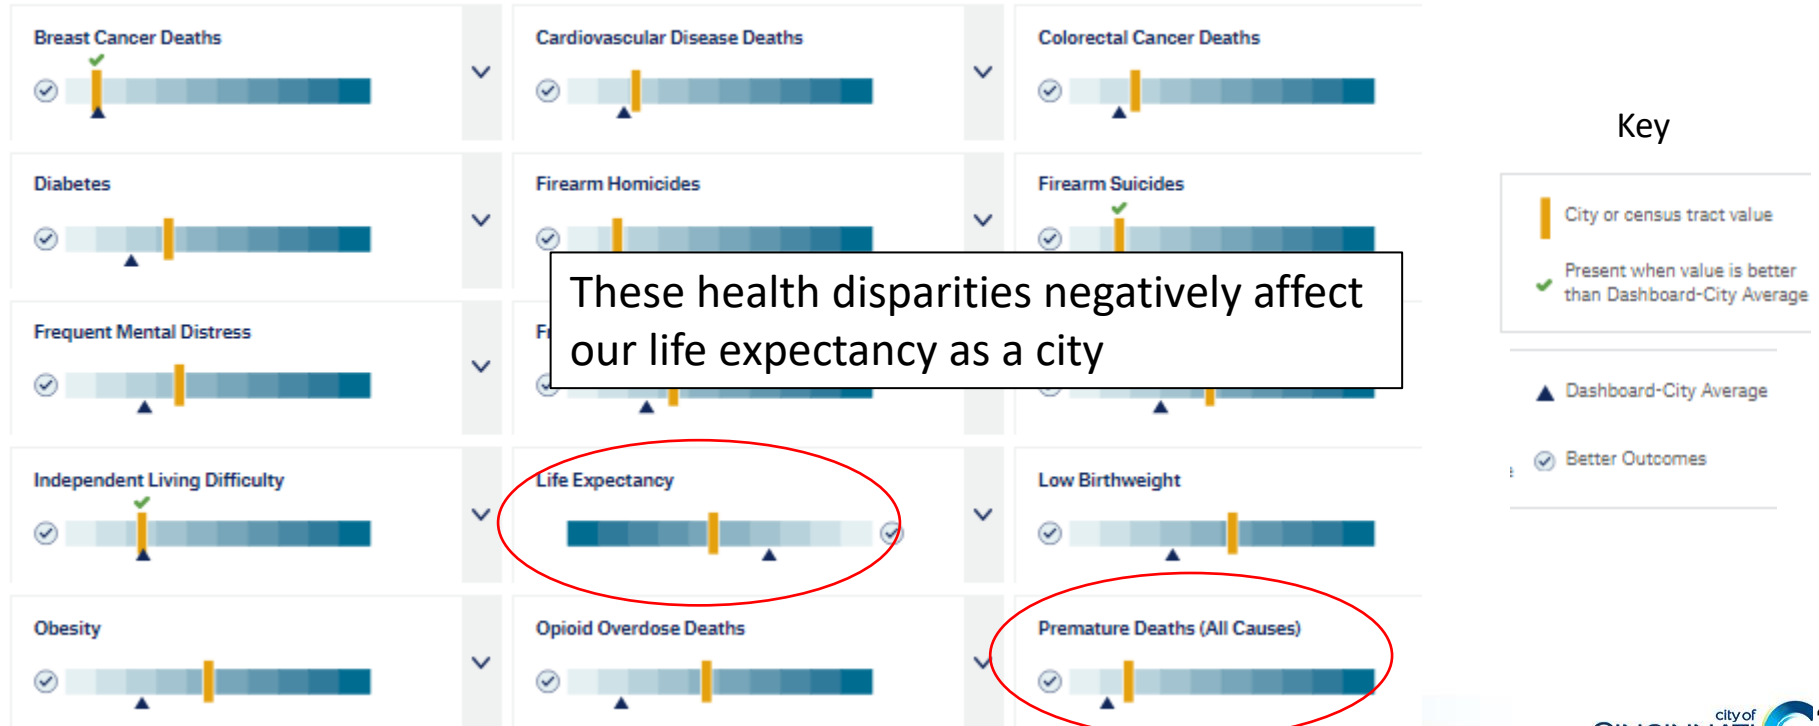 Breast Cancer Deaths
Cardiovascular Disease Deaths
Colorectal Cancer Deaths
Key
Diabetes
Firearm Homicides
Firearm Suicides
City or census tract value
Present when value is better
than Dashboard-City Average
These health disparities negatively affect
our life expectancy as a city
Frequent Mental Distress
Dashboard-City Average
Better Outcomes
Independent Living Difficulty
Life Expectancy
Low Birthweight
Obesity
Opioid Overdose Deaths
Premature Deaths (All Causes)
city of